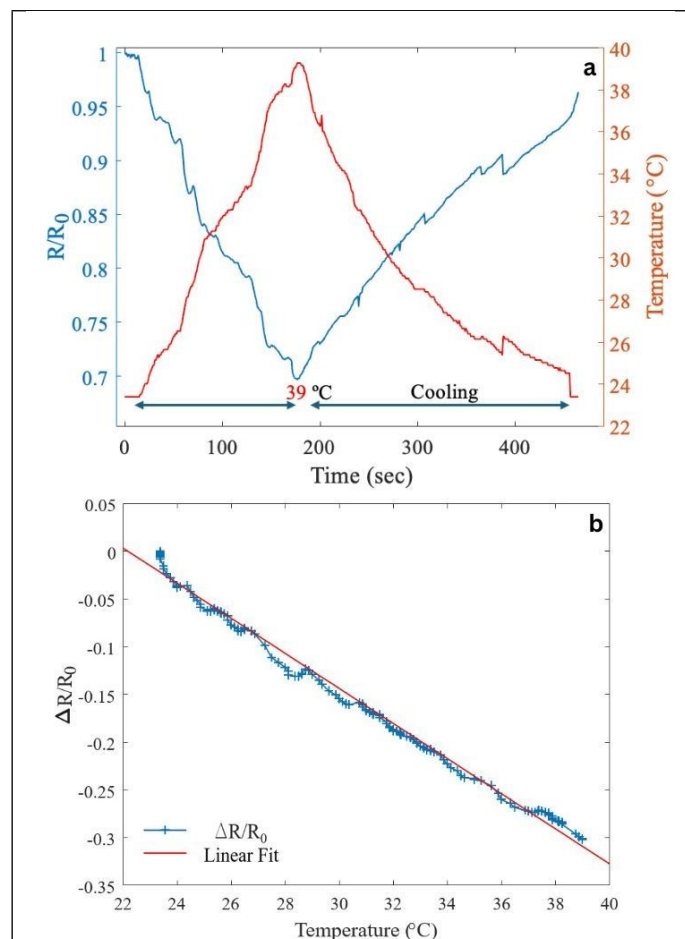 a
1
0.95
0.9
0.85
0.8
0.75
0.7
R/R0
40
38
36
34
32
30
28
26
24
22
Temperature (°C)
39 ºC
Cooling
0 100 200 300 400
Time (sec)
b
0.05
0
-0.05
-0.1
-0.15
-0.2
-0.25
-0.3
-0.35
ΔR/R0
ΔR/R0
Linear Fit
22 24 26 28 30 32 34 36 38 40
Temperature (°C)